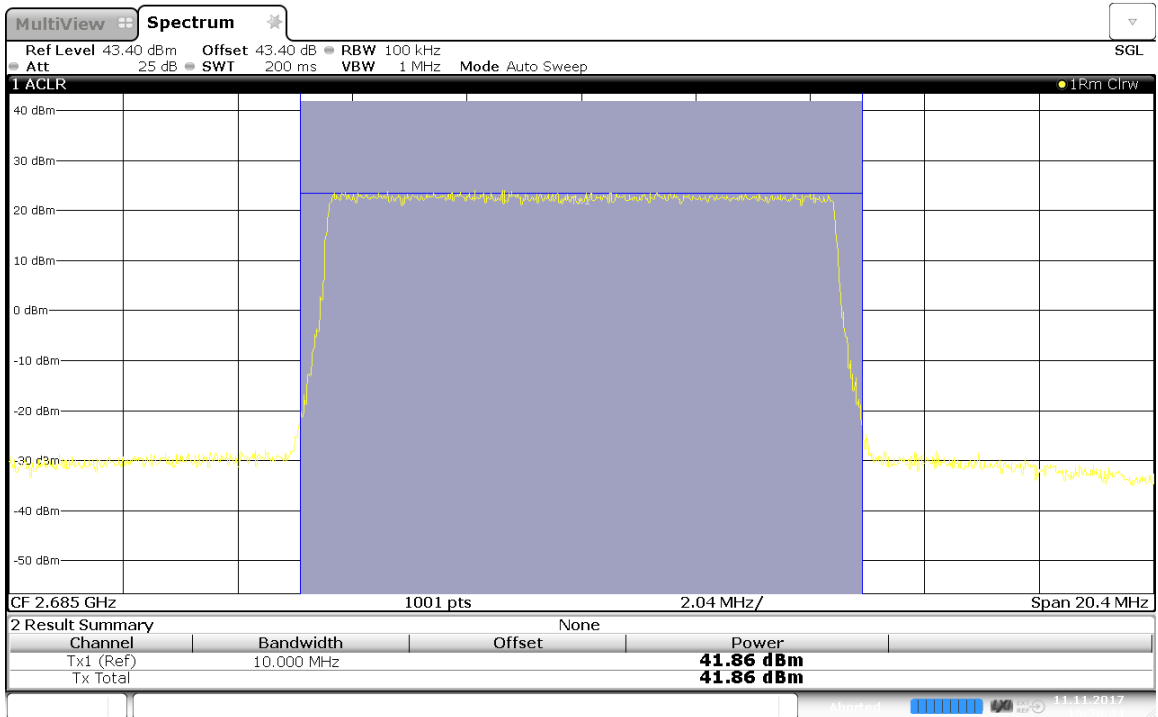 MultiView Spectrum
Ref Level 43.40 dBm Offset 43.40 dB RBW 100 kHz SGL
Att 25 dB SWT 200 ms VBW 1 MHz Mode Auto Sweep
1 ACLR 1Rm Clrw
40 dBm
30 dBm
20 dBm
10 dBm
0 dBm
-10 dBm
-20 dBm
-30 dBm
-40 dBm
-50 dBm
CF 2.685 GHz 1001 pts 2.04 MHz/ Span 20.4 MHz
2 Result Summary None
Channel Bandwidth Offset Power
Tx1 (Ref) 10.000 MHz 41.86 dBm
Tx Total 41.86 dBm
Aborted LXI EXT REF 11.11.2017